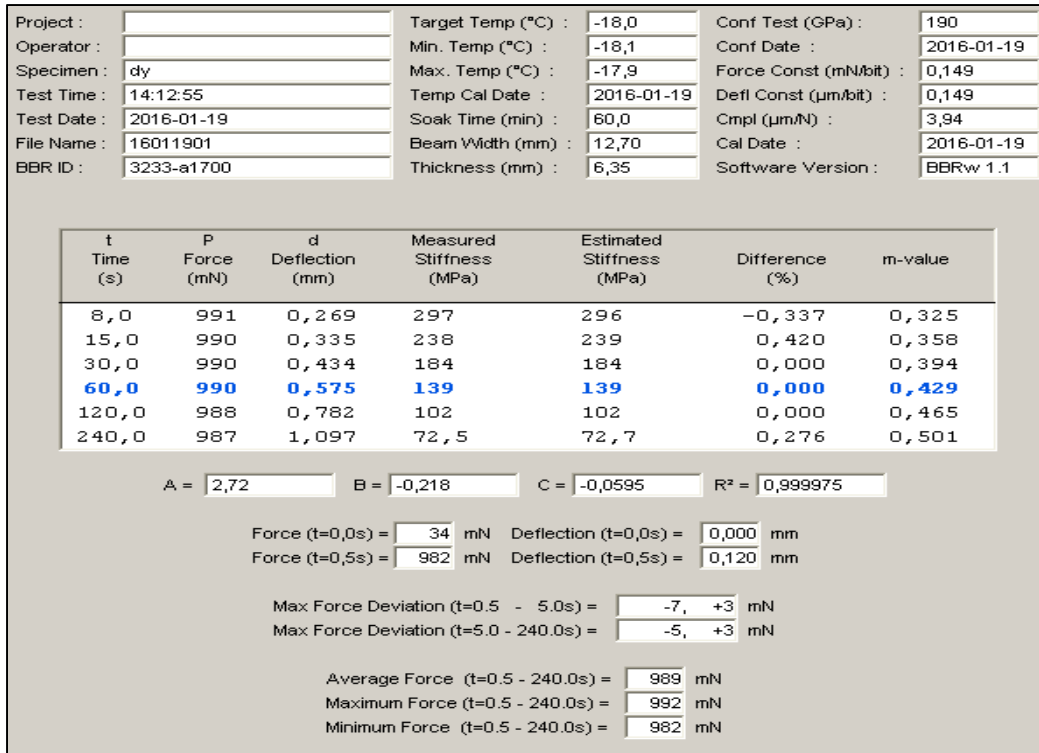 Project : Target Temp (°C) : -18,0 Conf Test (GPa) : 190
Operator : Min. Temp (°C) : -18,1 Conf Date : 2016-01-19
Specimen : dy Max. Temp (°C) : -17,9 Force Const (mN/bit) : 0,149
Test Time : 14:12:55 Temp Cal Date : 2016-01-19 Defl Const (µm/bit) : 0,149
Test Date : 2016-01-19 Soak Time (min) : 60,0 Cmpl (µm/N) : 3,94
File Name : 16011901 Beam Width (mm) : 12,70 Cal Date : 2016-01-19
BBR ID : 3233-a1700 Thickness (mm) : 6,35 Software Version : BBRw 1.1
t P d Measured Estimated
Time Force Deflection Stiffness Stiffness Difference m-value
(s) (mN) (mm) (MPa) (MPa) (%)
8,0 991 0,269 297 296 -0,337 0,325
15,0 990 0,335 238 239 0,420 0,358
30,0 990 0,434 184 184 0,000 0,394
60,0 990 0,575 139 139 0,000 0,429
120,0 988 0,782 102 102 0,000 0,465
240,0 987 1,097 72,5 72,7 0,276 0,501
A = 2,72 B = -0,218 C = -0,0595 R² = 0,999975
Force (t=0,0s) = 34 mN Deflection (t=0,0s) = 0,000 mm
Force (t=0,5s) = 982 mN Deflection (t=0,5s) = 0,120 mm
Max Force Deviation (t=0.5 - 5.0s) = -7, +3 mN
Max Force Deviation (t=5.0 - 240.0s) = -5, +3 mN
Average Force (t=0.5 - 240.0s) = 989 mN
Maximum Force (t=0.5 - 240.0s) = 992 mN
Minimum Force (t=0.5 - 240.0s) = 982 mN